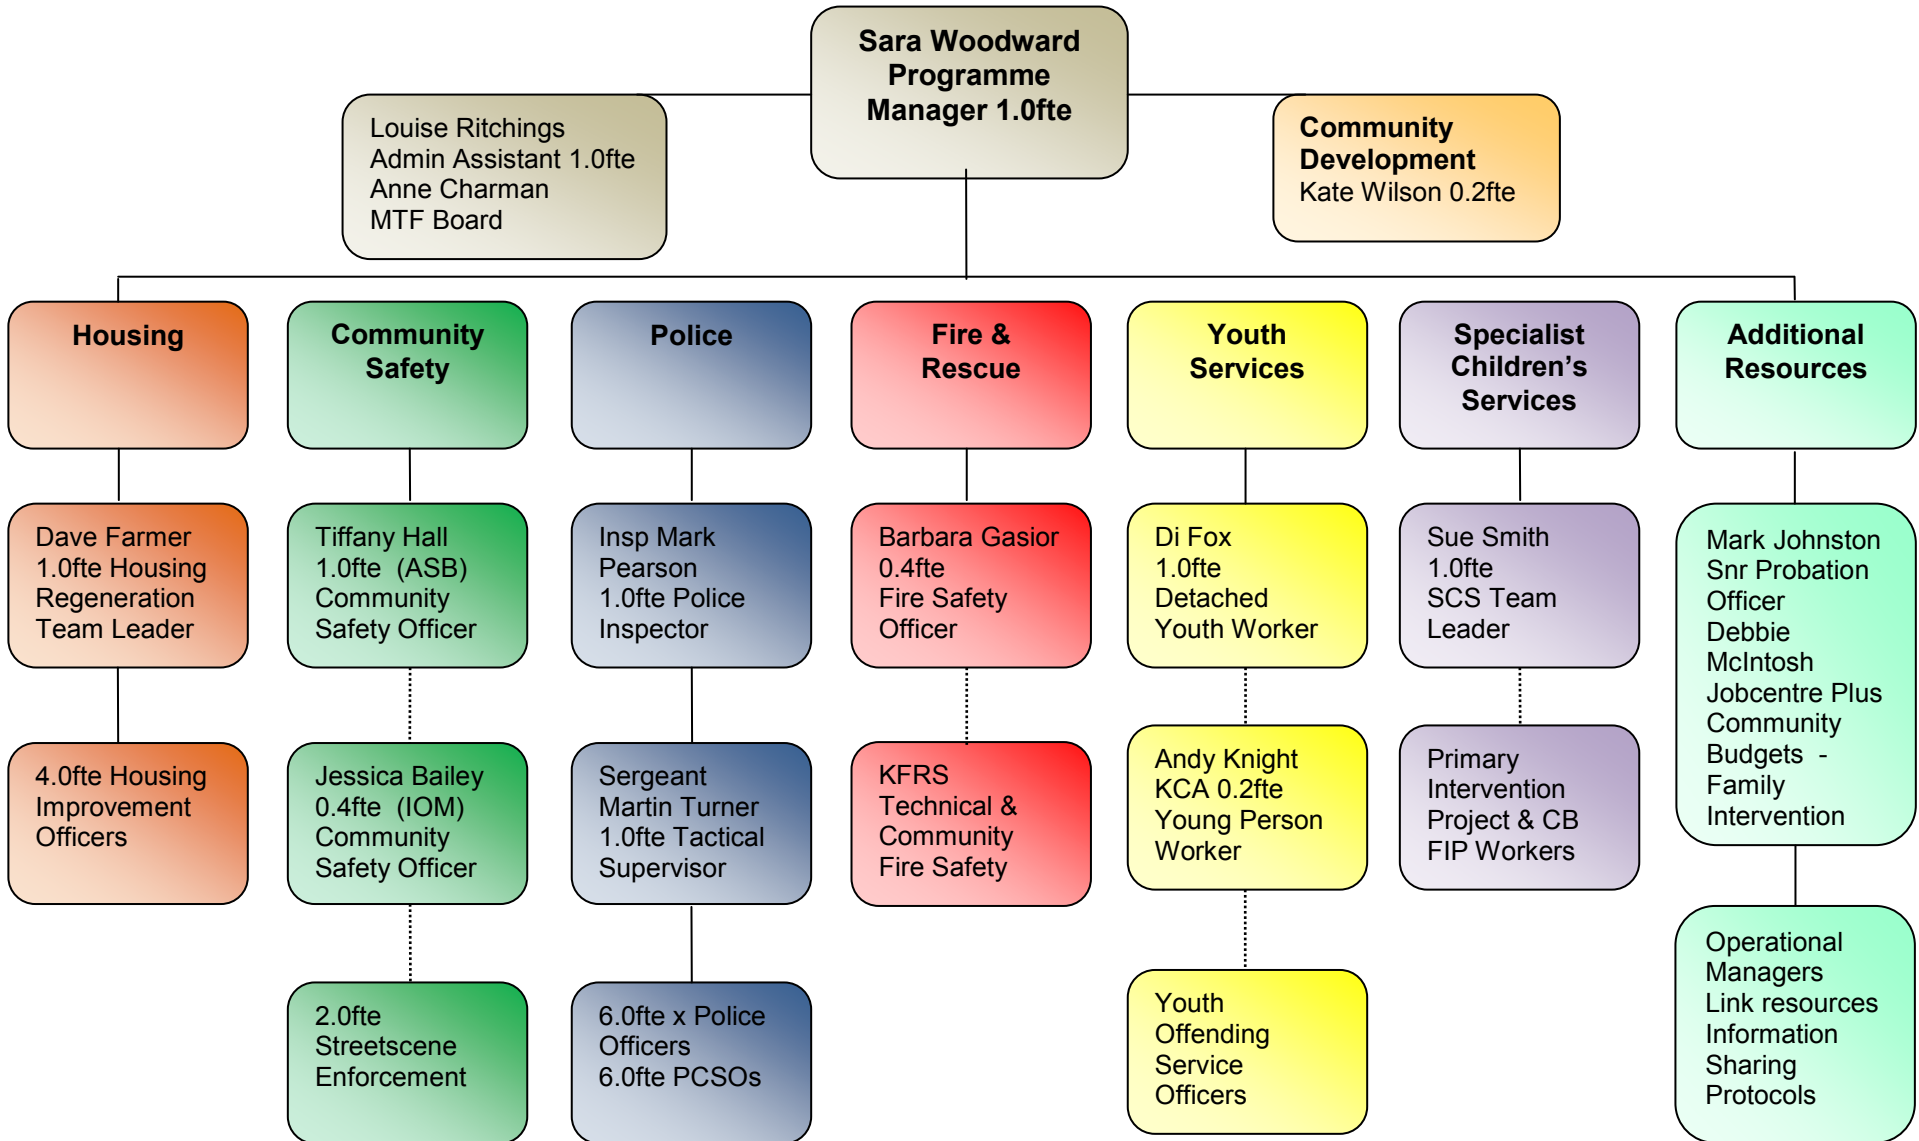 Sara Woodward
Programme
Manager 1.0fte
Louise Ritchings
Admin Assistant 1.0fte
Anne Charman
MTF Board
Community
Development
Kate Wilson 0.2fte
Housing
Community
Safety
Police
Fire &
Rescue
Youth
Services
Specialist
Children’s
Services
Additional
Resources
Dave Farmer
1.0fte Housing
Regeneration
Team Leader
Tiffany Hall
1.0fte (ASB)
Community
Safety Officer
Insp Mark
Pearson
1.0fte Police
Inspector
Barbara Gasior
0.4fte
Fire Safety
Officer
Di Fox
1.0fte
Detached
Youth Worker
Sue Smith
1.0fte
SCS Team
Leader
Mark Johnston
Snr Probation
Officer
Debbie
McIntosh
Jobcentre Plus
Community
Budgets -
Family
Intervention
4.0fte Housing
Improvement
Officers
Jessica Bailey
0.4fte (IOM)
Community
Safety Officer
Sergeant
Martin Turner
1.0fte Tactical
Supervisor
KFRS
Technical &
Community
Fire Safety
Andy Knight
KCA 0.2fte
Young Person
Worker
Primary
Intervention
Project & CB
FIP Workers
2.0fte
Streetscene
Enforcement
6.0fte x Police
Officers
6.0fte PCSOs
Youth
Offending
Service
Officers
Operational
Managers
Link resources
Information
Sharing
Protocols